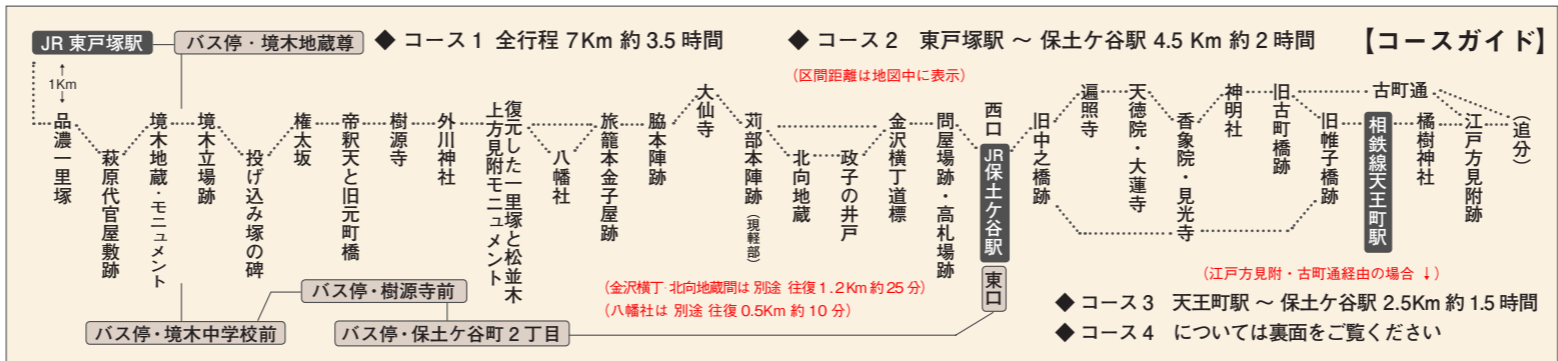 JR 東戸塚駅
バス停・境木地蔵尊
◆ コース1 全行程 7Km 約3.5時間
◆ コース2 東戸塚駅 〜 保土ケ谷駅 4.5 Km 約2時間
【コースガイド】
(区間距離は地図中に表示)
↑
1Km
↓
品濃一里塚
萩原代官屋敷跡
境木地蔵・モニュメント
境木立場跡
投げ込み塚の碑
権太坂
帝釈天と旧元町橋
樹源寺
外川神社
復元した一里塚と松並木
上方見附モニュメント
八幡社
旅籠本金子屋跡
脇本陣跡
大仙寺
苅部本陣跡(現軽部)
北向地蔵
政子の井戸
金沢横丁道標
問屋場跡・高札場跡
西口
JR保土ケ谷駅
東口
旧中之橋跡
遍照寺
天徳院・大蓮寺
香象院・見光寺
神明社
旧古町橋跡
旧帷子橋跡
古町通
相鉄線天王町駅
橘樹神社
江戸方見附跡
(追分)
バス停・樹源寺前
バス停・境木中学校前
バス停・保土ケ谷町2丁目
(金沢横丁·北向地蔵間は 別途 往復1.2Km 約25分)
(八幡社は 別途 往復0.5Km 約10分)
(江戸方見附・古町通経由の場合 ↓)
◆ コース3 天王町駅 〜 保土ケ谷駅 2.5Km 約1.5時間
◆ コース4 については裏面をご覧ください